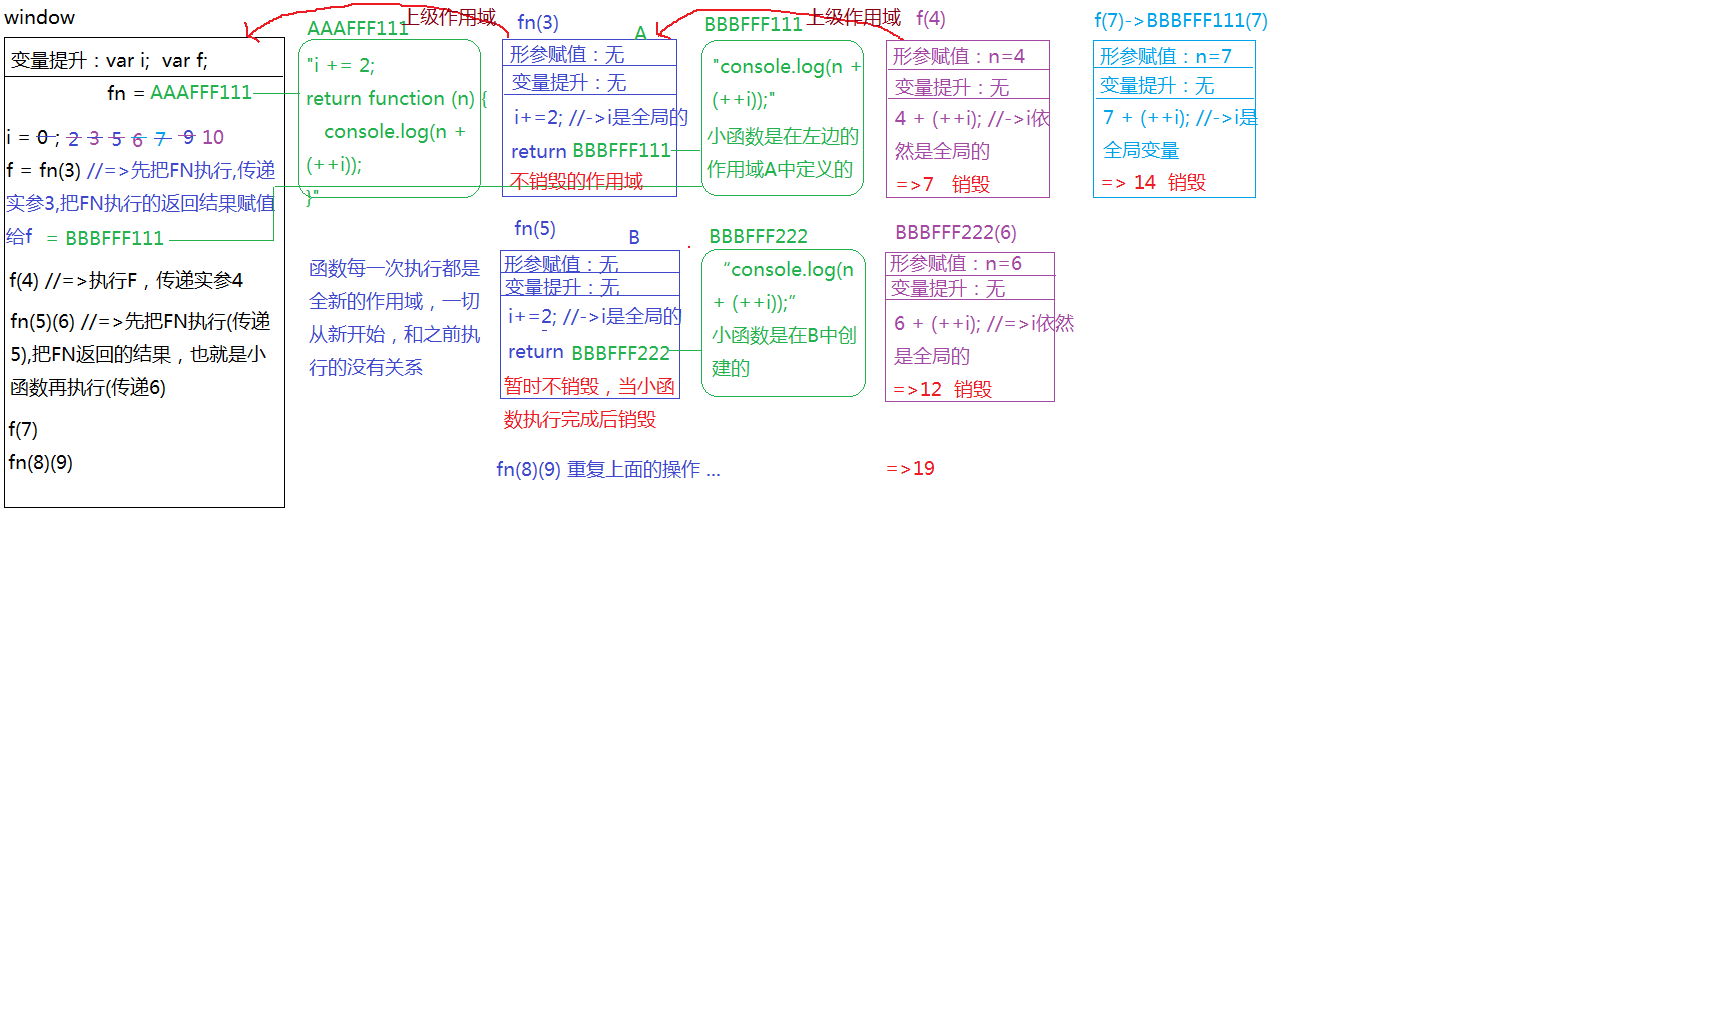 window
变量提升：var i;  var f;
fn = AAAFFF111
i = 0 ; 2 3 5 6 7 9 10
f = fn(3) //=>先把FN执行,传递
实参3,把FN执行的返回结果赋值
给f = BBBFFF111
f(4) //=>执行F，传递实参4
fn(5)(6) //=>先把FN执行(传递
5),把FN返回的结果，也就是小
函数再执行(传递6)
f(7)
fn(8)(9)
AAAFFF111
"i += 2;
return function (n) {
console.log(n +
(++i));
}"
上级作用域
fn(3)
A
形参赋值：无
变量提升：无
i+=2; //->i是全局的
return BBBFFF111
不销毁的作用域
BBBFFF111
"console.log(n +
(++i));"
小函数是在左边的
作用域A中定义的
上级作用域
f(4)
形参赋值：n=4
变量提升：无
4 + (++i); //->i依
然是全局的
=>7 销毁
f(7)->BBBFFF111(7)
形参赋值：n=7
变量提升：无
7 + (++i); //->i是
全局变量
=> 14 销毁
函数每一次执行都是
全新的作用域，一切
从新开始，和之前执
行的没有关系
fn(5)
B
形参赋值：无
变量提升：无
i+=2; //->i是全局的
return BBBFFF222
暂时不销毁，当小函
数执行完成后销毁
BBBFFF222
“console.log(n
+ (++i));”
小函数是在B中创
建的
BBBFFF222(6)
形参赋值：n=6
变量提升：无
6 + (++i); //=>i依然
是全局的
=>12 销毁
fn(8)(9) 重复上面的操作 ...
=>19